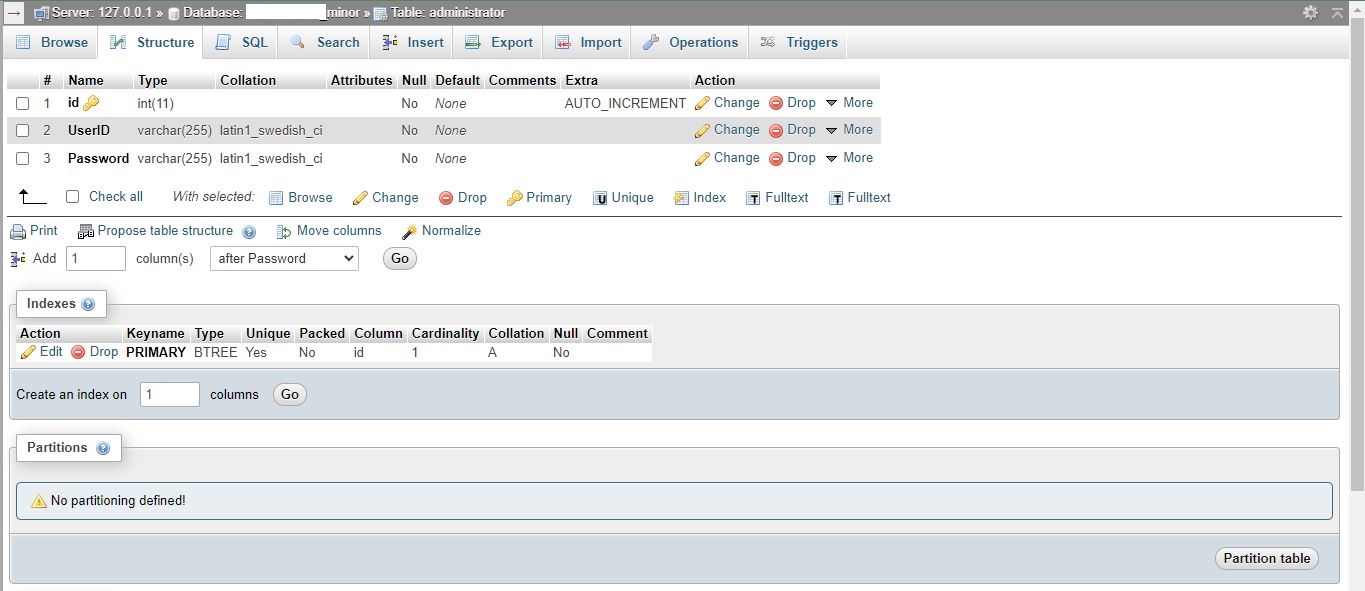 Server: 127.0.0.1 » Database: _minor » Table: administrator
Browse Structure SQL Search Insert Export Import Operations Triggers
# Name Type Collation Attributes Null Default Comments Extra Action
1 id int(11) No None AUTO_INCREMENT Change Drop More
2 UserID varchar(255) latin1_swedish_ci No None Change Drop More
3 Password varchar(255) latin1_swedish_ci No None Change Drop More
Check all With selected: Browse Change Drop Primary Unique Index Fulltext Fulltext
Print Propose table structure Move columns Normalize
Add 1 column(s) after Password Go
Indexes
Action Keyname Type Unique Packed Column Cardinality Collation Null Comment
Edit Drop PRIMARY BTREE Yes No id 1 A No
Create an index on 1 columns Go
Partitions
No partitioning defined!
Partition table